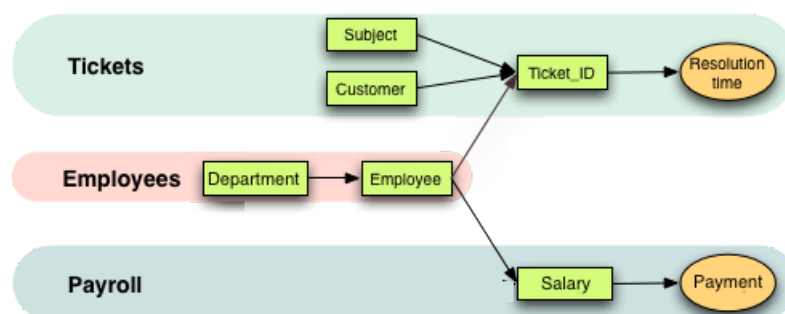 Subject
Tickets
Customer
Ticket_ID
Resolution
time
Employees
Department
Employee
Payroll
Salary
Payment